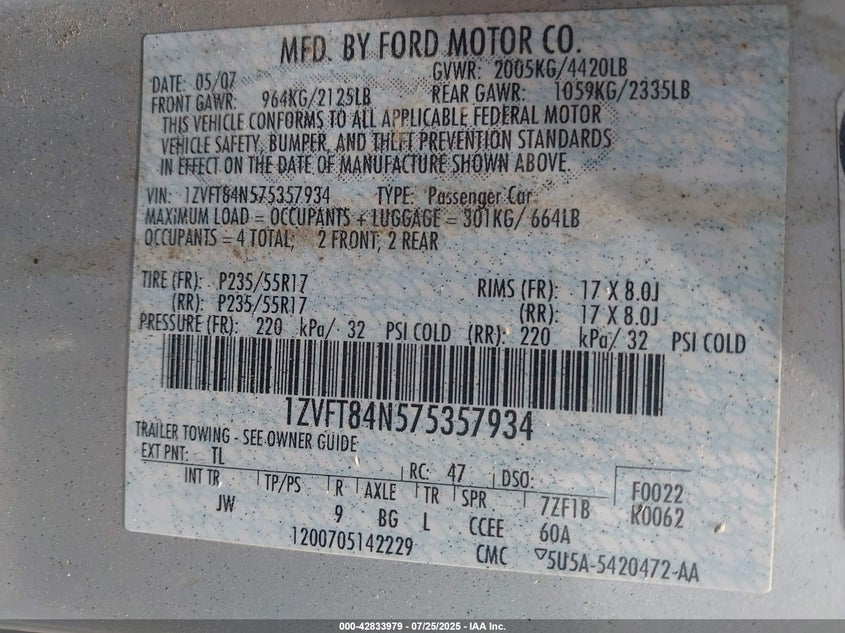 MFD. BY FORD MOTOR CO.
DATE: 05/07 GVWR: 2005KG/4420LB
FRONT GAWR: 964KG/2125LB REAR GAWR: 1059KG/2335LB
THIS VEHICLE CONFORMS TO ALL APPLICABLE FEDERAL MOTOR
VEHICLE SAFETY, BUMPER, AND THEFT PREVENTION STANDARDS
IN EFFECT ON THE DATE OF MANUFACTURE SHOWN ABOVE.
VIN: 1ZVFT84N575357934 TYPE: Passenger Car
MAXIMUM LOAD = OCCUPANTS + LUGGAGE = 301KG/ 664LB
OCCUPANTS = 4 TOTAL; 2 FRONT, 2 REAR
TIRE (FR): P235/55R17 RIMS (FR): 17 X 8.0J
(RR): P235/55R17 (RR): 17 X 8.0J
PRESSURE (FR): 220 kPa/ 32 PSI COLD (RR): 220 kPa/ 32 PSI COLD
1ZVFT84N575357934
TRAILER TOWING - SEE OWNER GUIDE
EXT PNT: TL RC: 47 DSO: F0022
INT TR TP/PS R AXLE TR SPR 7ZF1B K0062
JW 9 BG L CCEE 60A
1200705142229 CMC ▽5U5A-5420472-AA
000-42833979 - 07/25/2025 - IAA Inc.